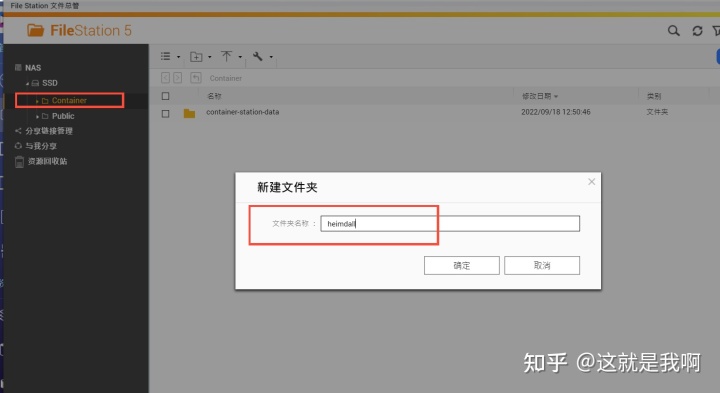 File Station 文件总管
FileStation 5
NAS
SSD
Container
Public
分享链接管理
与我分享
资源回收站
Container
名称 修改日期 类别
container-station-data 2022/09/18 12:50:46 文件夹
新建文件夹
文件夹名称 : heimdall
确定 取消
知乎 @这就是我啊